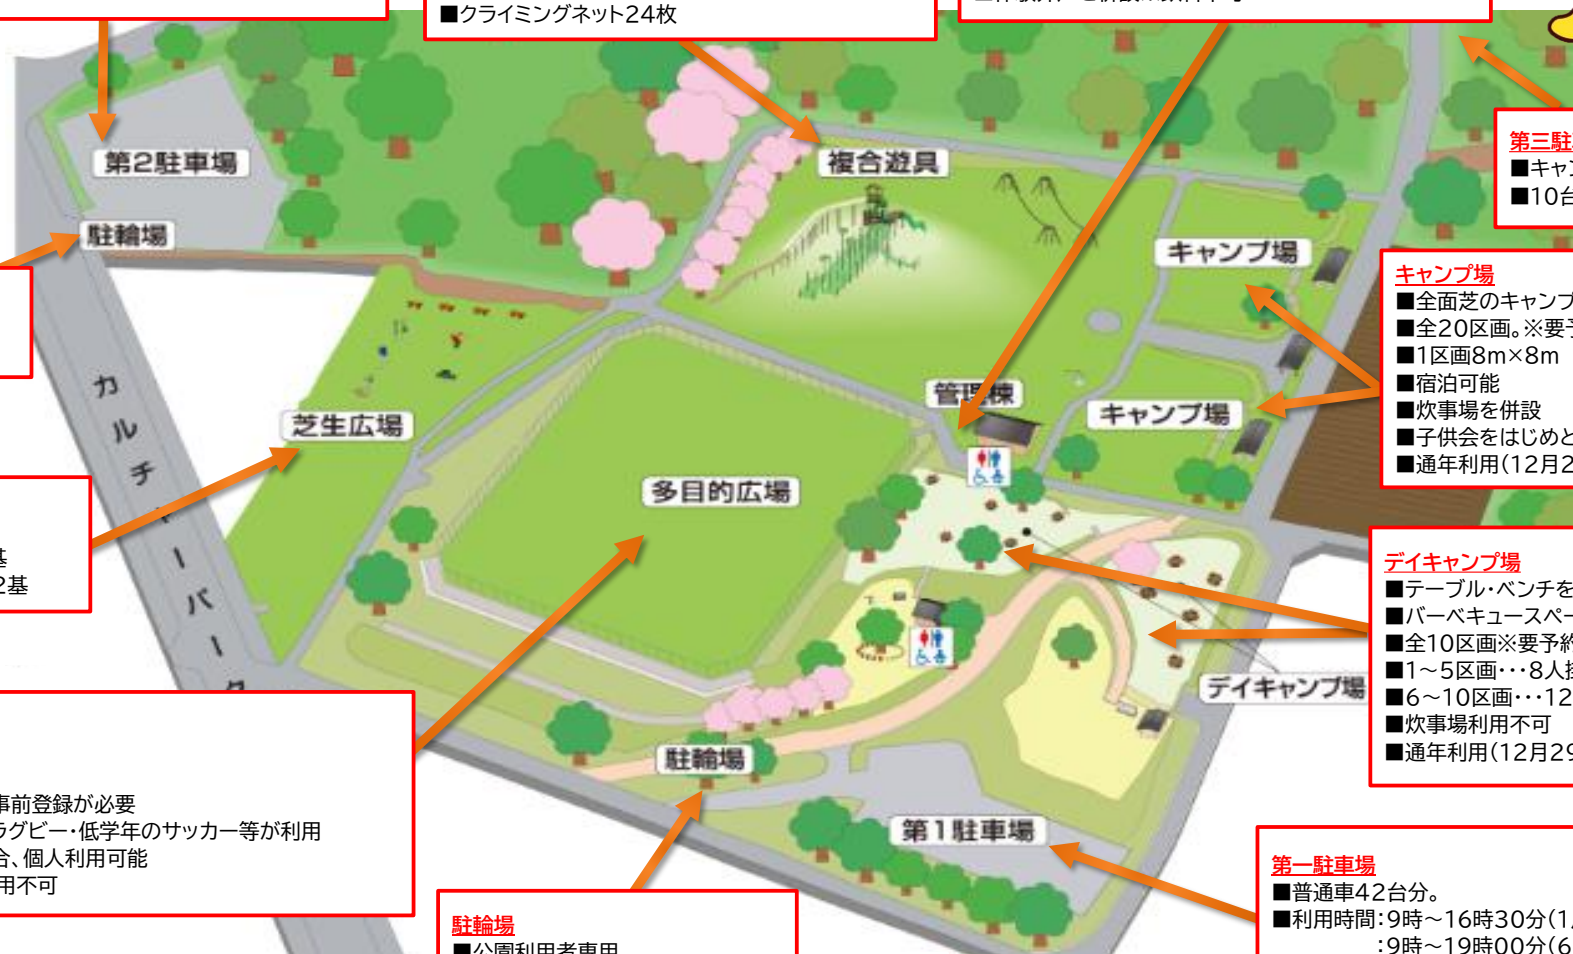 ■クライミングネット24枚
第三駐
■キャン
■10台
第2駐車場
複合遊具
駐輪場
キャンプ場
キャンプ場
■全面芝のキャンプ
■全20区画。※要予
■1区画8m×8m
■宿泊可能
■炊事場を併設
■子供会をはじめと
■通年利用(12月2
カルチャーパーク
芝生広場
管理棟
キャンプ場
多目的広場
基
2基
デイキャンプ場
■テーブル・ベンチを
■バーベキュースペー
■全10区画※要予約
■1～5区画・・・8人掛
■6～10区画・・・12
■炊事場利用不可
■通年利用(12月29
デイキャンプ場
駐輪場
事前登録が必要
ラグビー・低学年のサッカー等が利用
合、個人利用可能
用不可
第1駐車場
第一駐車場
■普通車42台分。
■利用時間:9時～16時30分(1
:9時～19時00分(6
駐輪場
■公園利用者専用